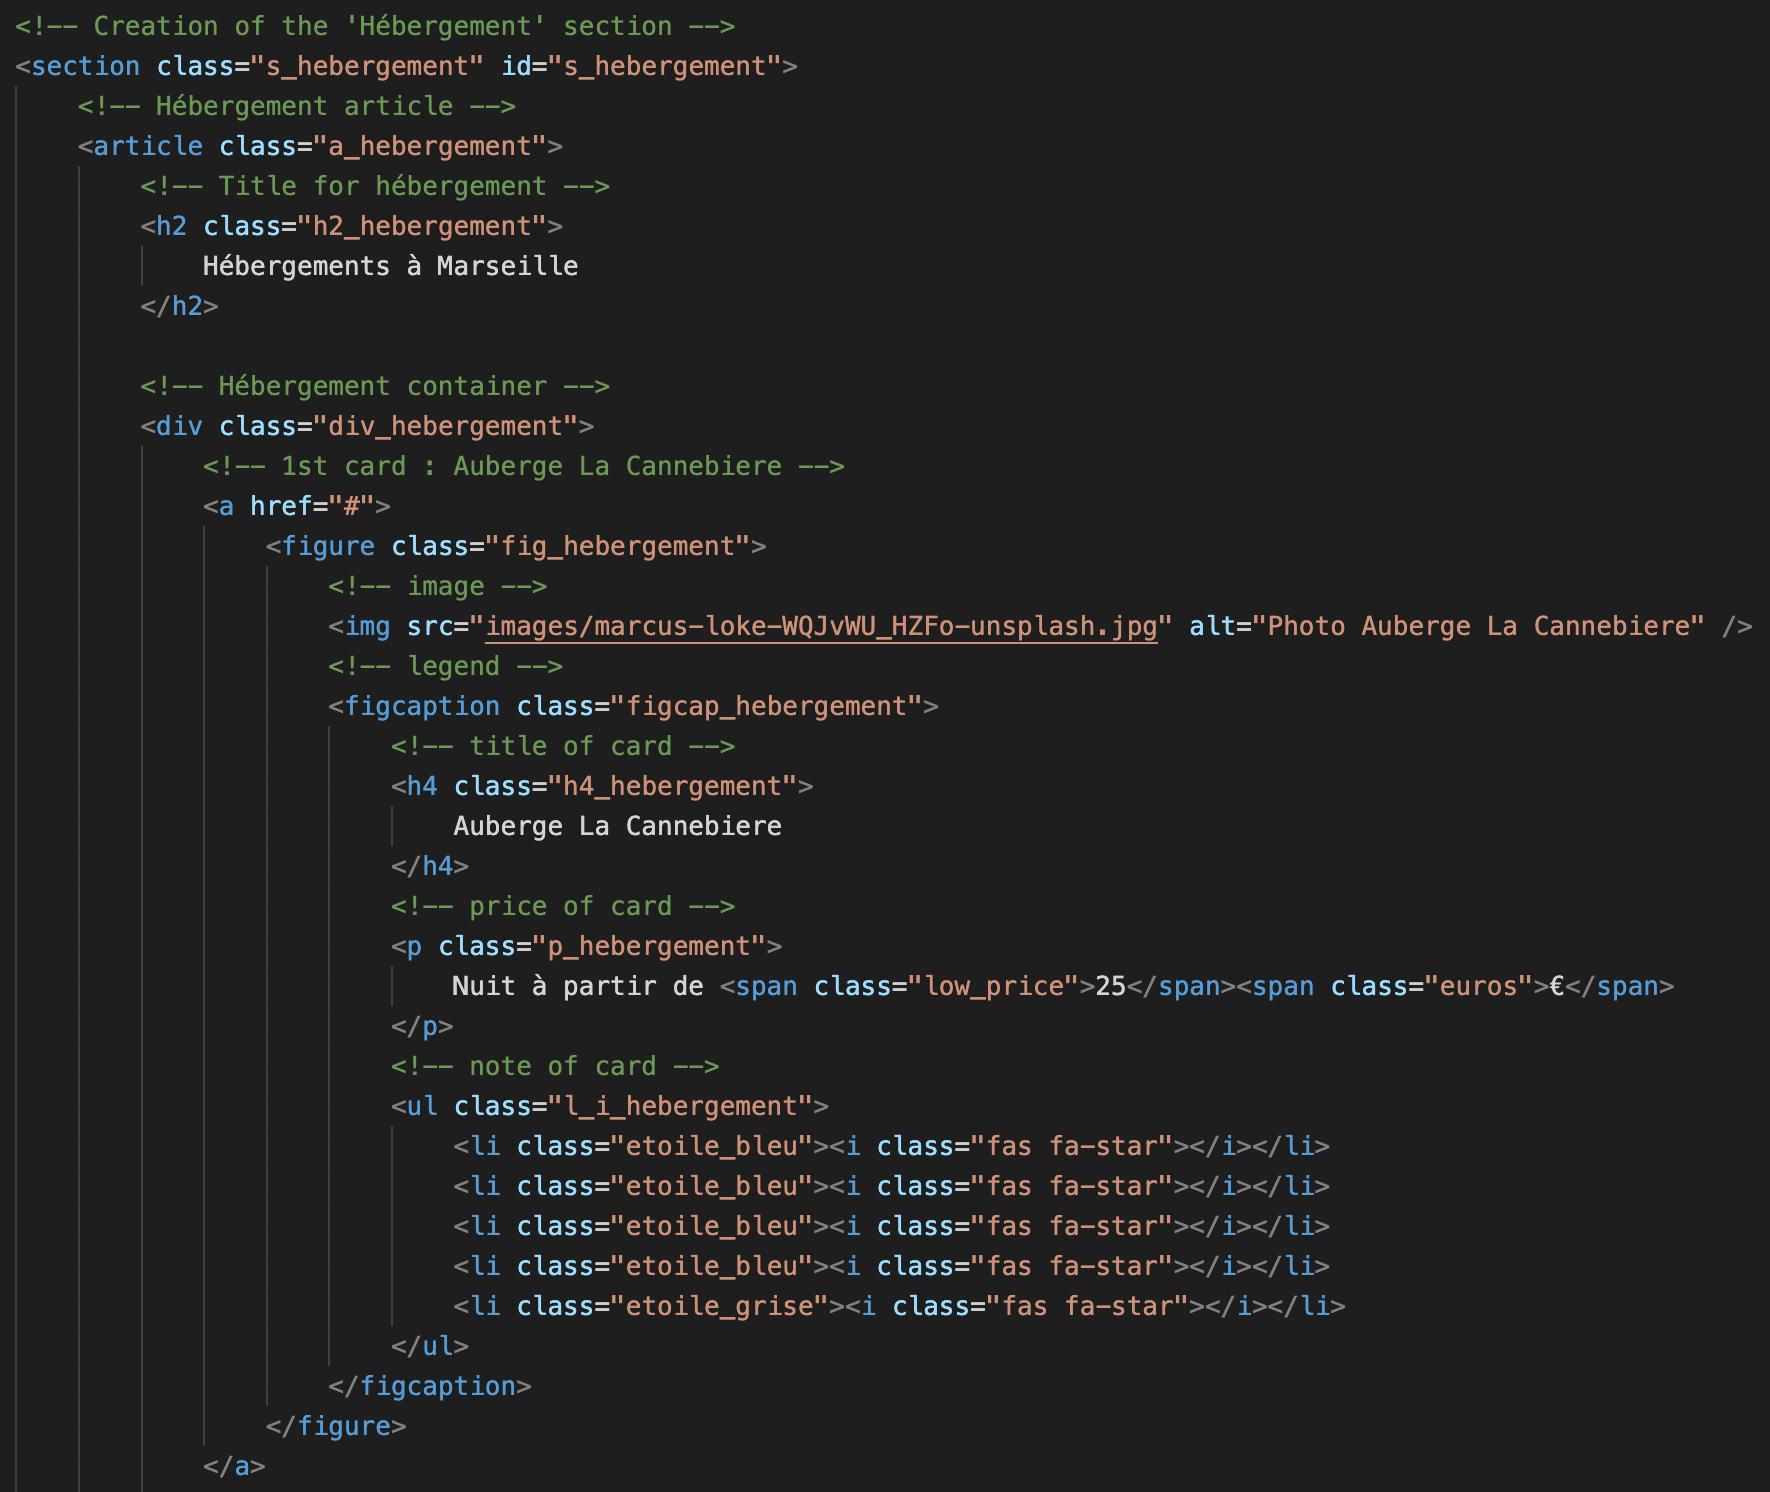 <!-- Creation of the 'Hébergement' section -->
<section class="s_hebergement" id="s_hebergement">
<!-- Hébergement article -->
<article class="a_hebergement">
<!-- Title for hébergement -->
<h2 class="h2_hebergement">
Hébergements à Marseille
</h2>
<!-- Hébergement container -->
<div class="div_hebergement">
<!-- 1st card : Auberge La Cannebiere -->
<a href="#">
<figure class="fig_hebergement">
<!-- image -->
<img src="images/marcus-loke-WQJvWU_HZFo-unsplash.jpg" alt="Photo Auberge La Cannebiere" />
<!-- legend -->
<figcaption class="figcap_hebergement">
<!-- title of card -->
<h4 class="h4_hebergement">
Auberge La Cannebiere
</h4>
<!-- price of card -->
<p class="p_hebergement">
Nuit à partir de <span class="low_price">25</span><span class="euros">€</span>
</p>
<!-- note of card -->
<ul class="l_i_hebergement">
<li class="etoile_bleu"><i class="fas fa-star"></i></li>
<li class="etoile_bleu"><i class="fas fa-star"></i></li>
<li class="etoile_bleu"><i class="fas fa-star"></i></li>
<li class="etoile_bleu"><i class="fas fa-star"></i></li>
<li class="etoile_grise"><i class="fas fa-star"></i></li>
</ul>
</figcaption>
</figure>
</a>